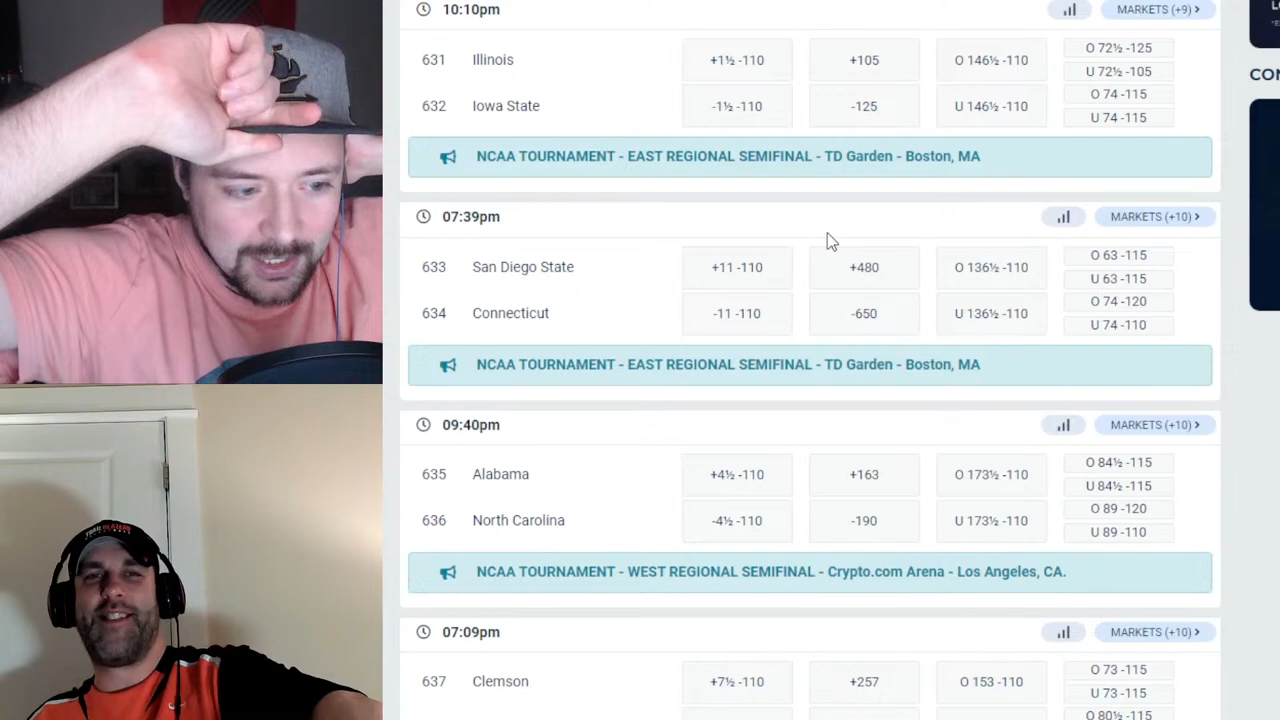 10:10pm MARKETS (+9) >
631 Illinois +1½ -110 +105 O 146½ -110 O 72½ -125
U 72½ -105
632 Iowa State -1½ -110 -125 U 146½ -110 O 74 -115
U 74 -115
NCAA TOURNAMENT - EAST REGIONAL SEMIFINAL - TD Garden - Boston, MA
07:39pm MARKETS (+10) >
633 San Diego State +11 -110 +480 O 136½ -110 O 63 -115
U 63 -115
634 Connecticut -11 -110 -650 U 136½ -110 O 74 -120
U 74 -110
NCAA TOURNAMENT - EAST REGIONAL SEMIFINAL - TD Garden - Boston, MA
09:40pm MARKETS (+10) >
635 Alabama +4½ -110 +163 O 173½ -110 O 84½ -115
U 84½ -115
636 North Carolina -4½ -110 -190 U 173½ -110 O 89 -120
U 89 -110
NCAA TOURNAMENT - WEST REGIONAL SEMIFINAL - Crypto.com Arena - Los Angeles, CA.
07:09pm MARKETS (+10) >
637 Clemson +7½ -110 +257 O 153 -110 O 73 -115
U 73 -115
O 80½ -115